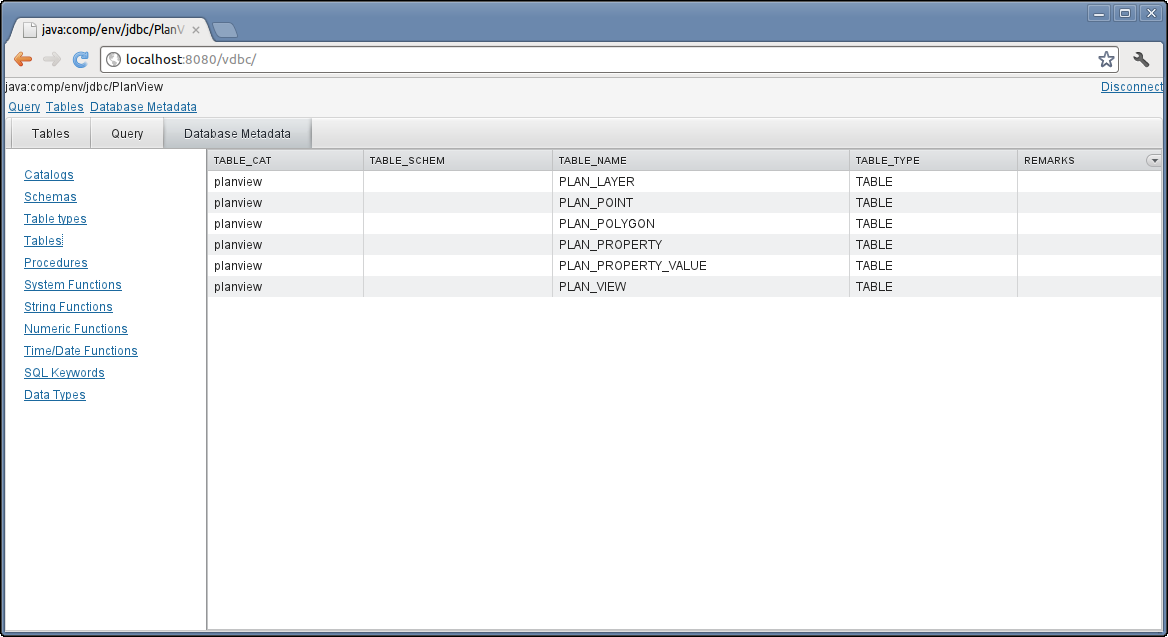 java:comp/env/jdbc/PlanV
localhost:8080/vdbc/
java:comp/env/jdbc/PlanView Disconnect
Query Tables Database Metadata
Tables Query Database Metadata
Catalogs
Schemas
Table types
Tables
Procedures
System Functions
String Functions
Numeric Functions
Time/Date Functions
SQL Keywords
Data Types
TABLE_CAT TABLE_SCHEM TABLE_NAME TABLE_TYPE REMARKS
planview PLAN_LAYER TABLE
planview PLAN_POINT TABLE
planview PLAN_POLYGON TABLE
planview PLAN_PROPERTY TABLE
planview PLAN_PROPERTY_VALUE TABLE
planview PLAN_VIEW TABLE